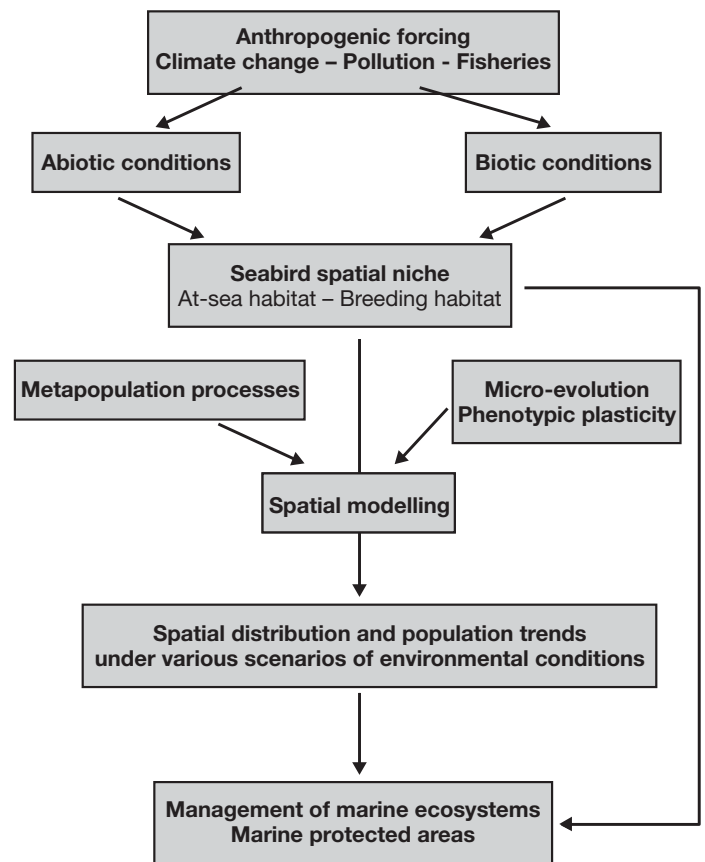 Anthropogenic forcing
Climate change – Pollution - Fisheries
Abiotic conditions
Biotic conditions
Seabird spatial niche
At-sea habitat – Breeding habitat
Metapopulation processes
Micro-evolution
Phenotypic plasticity
Spatial modelling
Spatial distribution and population trends
under various scenarios of environmental conditions
Management of marine ecosystems
Marine protected areas